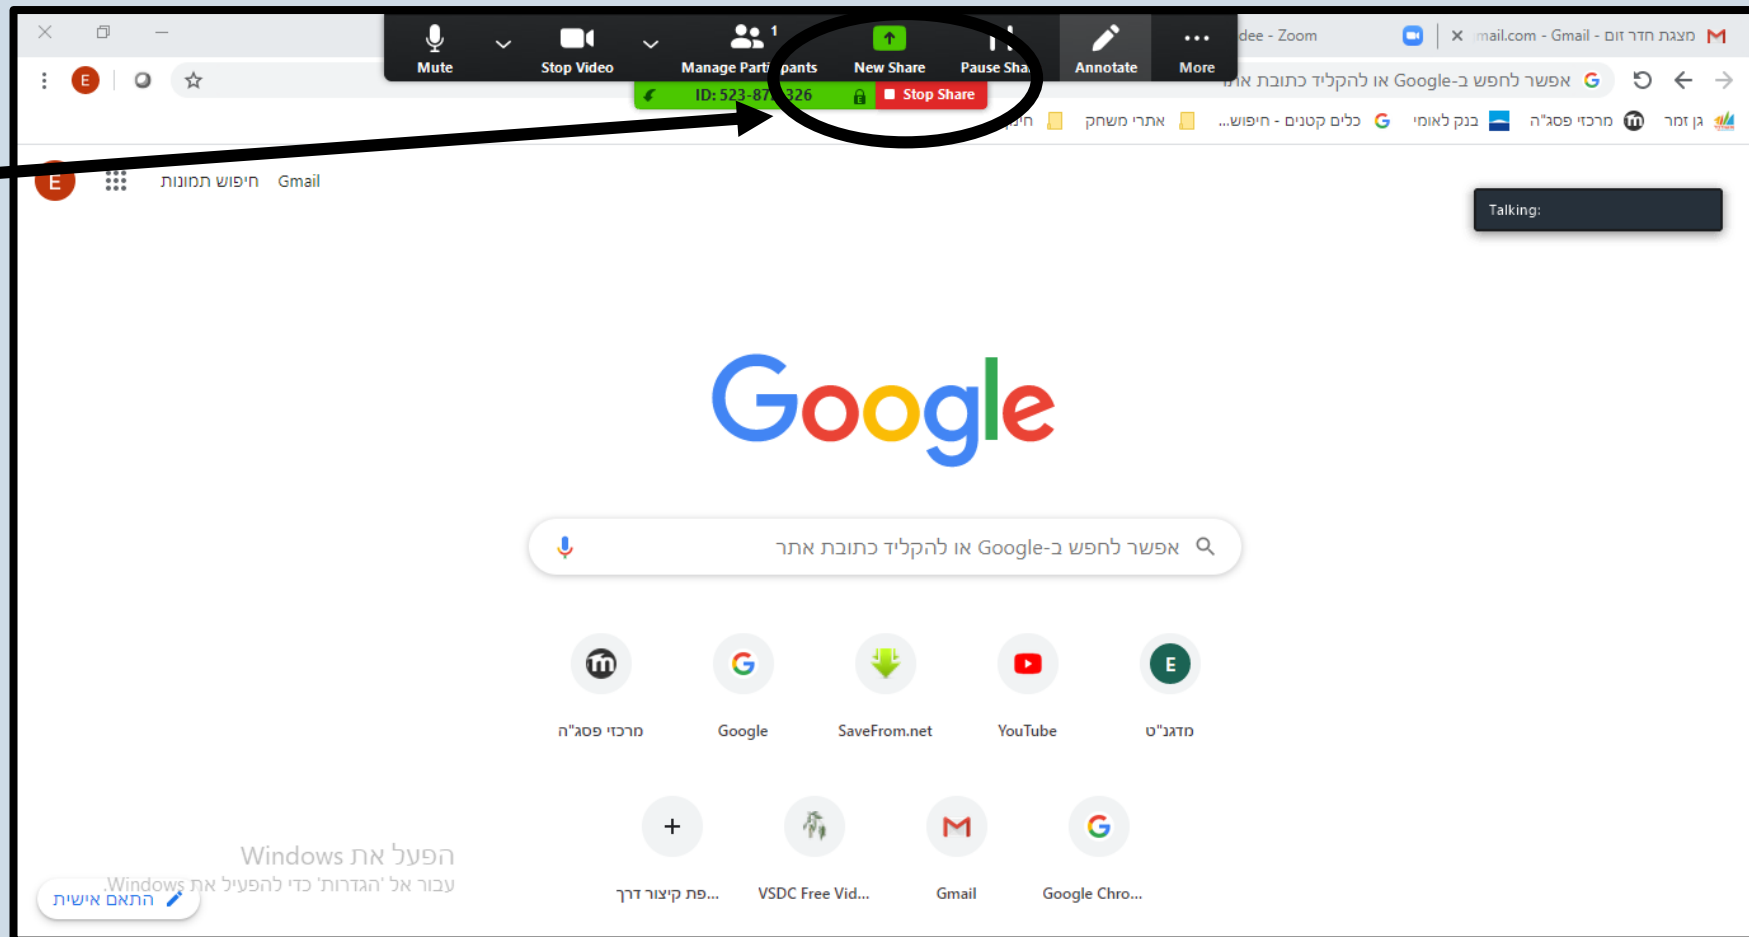 dee - Zoom
mail.com - Gmail - מצגת חדר זום
1
Mute
Stop Video
Manage Participants
New Share
Pause Sha
Annotate
More
E
אפשר לחפש ב-Google או להקליד כתובת
ID: 523-87 326
Stop Share
גן זמר
מרכזי פסג"ה
בנק לאומי
כלים קטנים - חיפוש...
אתרי משחק
E
חיפוש תמונות
Gmail
Talking:
Google
אפשר לחפש ב-Google או להקליד כתובת אתר
E
מדגנ"ט
YouTube
SaveFrom.net
Google
מרכזי פסג"ה
Google Chro...
Gmail
VSDC Free Vid...
פת קיצור דרך...
הפעל את Windows
עבור אל 'הגדרות' כדי להפעיל את Windows.
התאם אישית